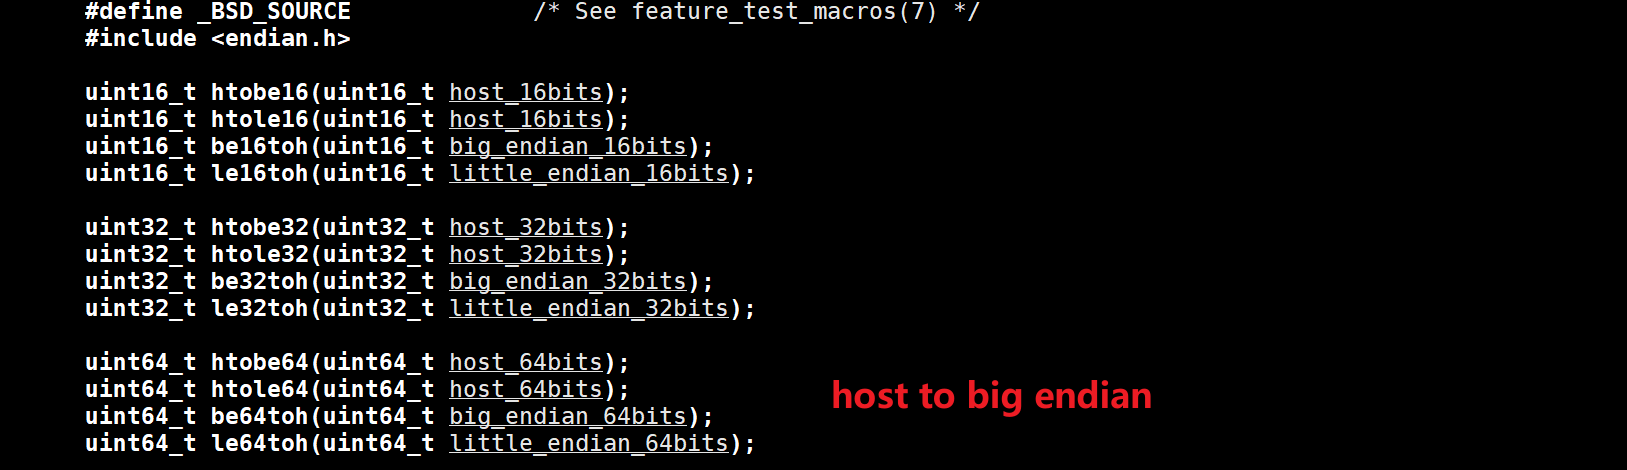 #define _BSD_SOURCE             /* See feature_test_macros(7) */
#include <endian.h>

uint16_t htobe16(uint16_t host_16bits);
uint16_t htole16(uint16_t host_16bits);
uint16_t be16toh(uint16_t big_endian_16bits);
uint16_t le16toh(uint16_t little_endian_16bits);

uint32_t htobe32(uint32_t host_32bits);
uint32_t htole32(uint32_t host_32bits);
uint32_t be32toh(uint32_t big_endian_32bits);
uint32_t le32toh(uint32_t little_endian_32bits);

uint64_t htobe64(uint64_t host_64bits);
uint64_t htole64(uint64_t host_64bits);
host to big endian
uint64_t be64toh(uint64_t big_endian_64bits);
uint64_t le64toh(uint64_t little_endian_64bits);